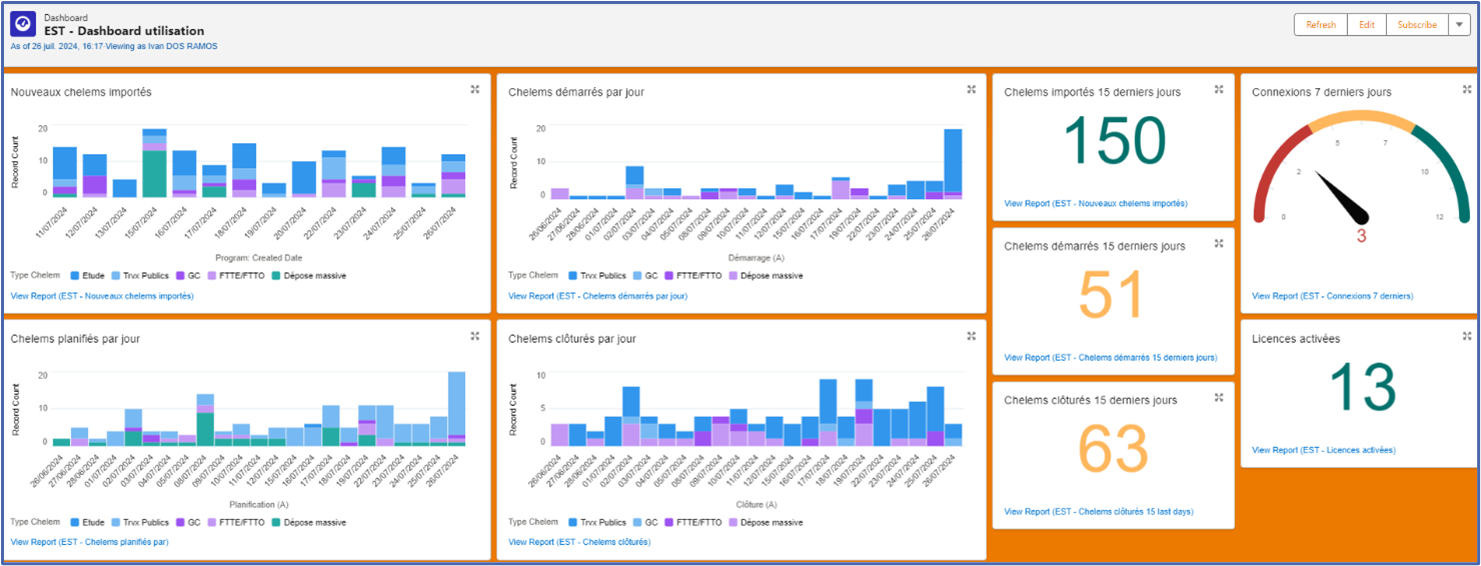 Dashboard
EST - Dashboard utilisation
As of 26 juil. 2024, 16:17·Viewing as Ivan DOS RAMOS
Refresh
Edit
Subscribe
Nouveaux chelems importés
Record Count
20
10
0
11/07/2024
12/07/2024
13/07/2024
15/07/2024
16/07/2024
17/07/2024
18/07/2024
19/07/2024
20/07/2024
22/07/2024
23/07/2024
24/07/2024
25/07/2024
26/07/2024
Program: Created Date
Type Chelem Etude Trvx Publics GC FTTE/FTTO Dépose massive
View Report (EST - Nouveaux chelems importés)
Chelems démarrés par jour
Record Count
20
10
0
26/06/2024
27/06/2024
28/06/2024
01/07/2024
02/07/2024
03/07/2024
04/07/2024
05/07/2024
08/07/2024
09/07/2024
10/07/2024
11/07/2024
12/07/2024
15/07/2024
16/07/2024
17/07/2024
19/07/2024
22/07/2024
23/07/2024
24/07/2024
25/07/2024
26/07/2024
Démarrage (A)
Type Chelem Trvx Publics GC FTTE/FTTO Dépose massive
View Report (EST - Chelems démarrés par jour)
Chelems importés 15 derniers jours
150
View Report (EST - Nouveaux chelems importés)
Connexions 7 derniers jours
0
2
5
7
10
12
3
View Report (EST - Connexions 7 derniers)
Chelems démarrés 15 derniers jours
51
View Report (EST - Chelems démarrés 15 derniers jours)
Chelems planifiés par jour
Record Count
20
10
0
26/06/2024
27/06/2024
28/06/2024
01/07/2024
02/07/2024
03/07/2024
04/07/2024
05/07/2024
08/07/2024
09/07/2024
10/07/2024
11/07/2024
12/07/2024
15/07/2024
16/07/2024
17/07/2024
18/07/2024
19/07/2024
22/07/2024
23/07/2024
24/07/2024
25/07/2024
26/07/2024
Planification (A)
Type Chelem Etude Trvx Publics GC FTTE/FTTO Dépose massive
View Report (EST - Chelems planifiés par)
Chelems clôturés par jour
Record Count
10
5
0
26/06/2024
27/06/2024
28/06/2024
01/07/2024
02/07/2024
03/07/2024
04/07/2024
05/07/2024
08/07/2024
09/07/2024
10/07/2024
11/07/2024
12/07/2024
15/07/2024
16/07/2024
17/07/2024
18/07/2024
19/07/2024
22/07/2024
23/07/2024
24/07/2024
25/07/2024
26/07/2024
Clôture (A)
Type Chelem Trvx Publics GC FTTE/FTTO Dépose massive
View Report (EST - Chelems clôturés)
Chelems clôturés 15 derniers jours
63
View Report (EST - Chelems clôturés 15 last days)
Licences activées
13
View Report (EST - Licences activées)